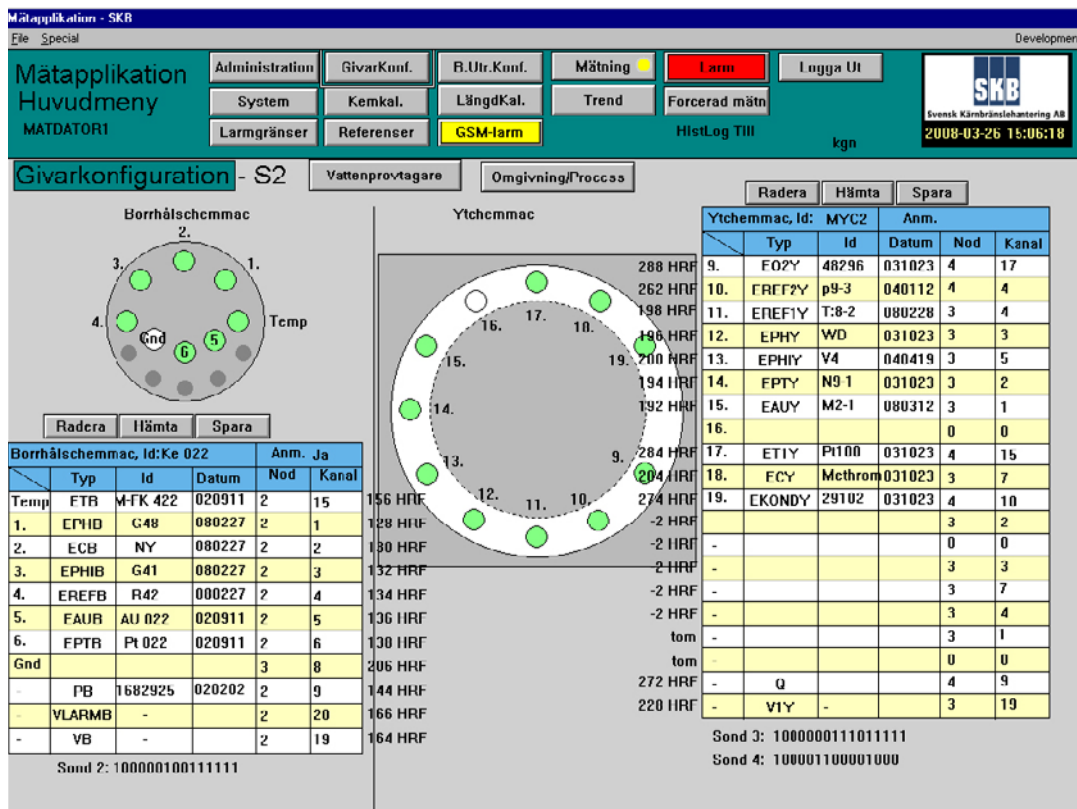 Mätapplikation - SKB
File Special Development
Mätapplikation
Huvudmeny
MATDATOR1
Administration GivarKonf. B.Utr.Konf. Mätning Larm Logga Ut
System Kemkal. LängdKal. Trend Forcerad mätn
Larmgränser Referenser GSM-larm HistLog Till kgn
SKB
Svensk Kärnbränslehantering AB
2008-03-26 15:06:18
Givarkonfiguration - S2 Vattenprovtagare Omgivning/Process
Borrhålschemmac
2.
3. 1.
4. Temp
Gnd 6 5
Radera Hämta Spara
Borrhålschemmac, Id:Ke 022 Anm. Ja
Typ Id Datum Nod Kanal
Temp ETB 020911 2 15 156 HRF
1. G48 080227 2 1 128 HRF
2. ECB NY 080227 2 2 130 HRF
3. EPHIB G41 080227 2 3 132 HRF
4. EREFB R42 2 4 134 HRF
5. EAUB AU 022 020911 2 5 136 HRF
6. EPTB Pt 022 020911 2 6 138 HRF
Gnd 3 8 206 HRF
- PB 1682925 020202 2 9 144 HRF
- VLARMB - 2 20 166 HRF
- VB - 2 19 164 HRF
Sond 2: 100000100111111
Ytchemmac
16. 17. 18.
15. 19.
14.
13. 9.
12. 11. 10.
Radera Hämta Spara
Ytchemmac, Id: MYC2 Anm.
Typ Id Datum Nod Kanal
288 HRF 9. EO2Y 48296 031023 4 17
262 HRF 10. EREF2Y p9-3 040112 4 4
198 HRF 11. EREF1Y T:8-2 080228 3 4
196 HRF 12. EPHY WD 031023 3 3
200 HRF 13. EPHIY V4 040419 3 5
194 HRF 14. EPTY N9-1 031023 3 2
192 HRF 15. EAUY M2-1 080312 3 1
16. 0 0
284 HRF 17. ET1Y Pt100 031023 4 15
204 HRF 18. ECY Methrom 031023 3 7
274 HRF 19. EKONDY 29102 031023 4 10
-2 HRF 3 2
-2 HRF - 0 0
-2 HRF - 3 3
-2 HRF - 3 7
-2 HRF - 3 4
tom - 3 1
tom - 0 0
272 HRF - Q 4 9
220 HRF - V1Y - 3 19
Sond 3: 1000000111011111
Sond 4: 100001100001000